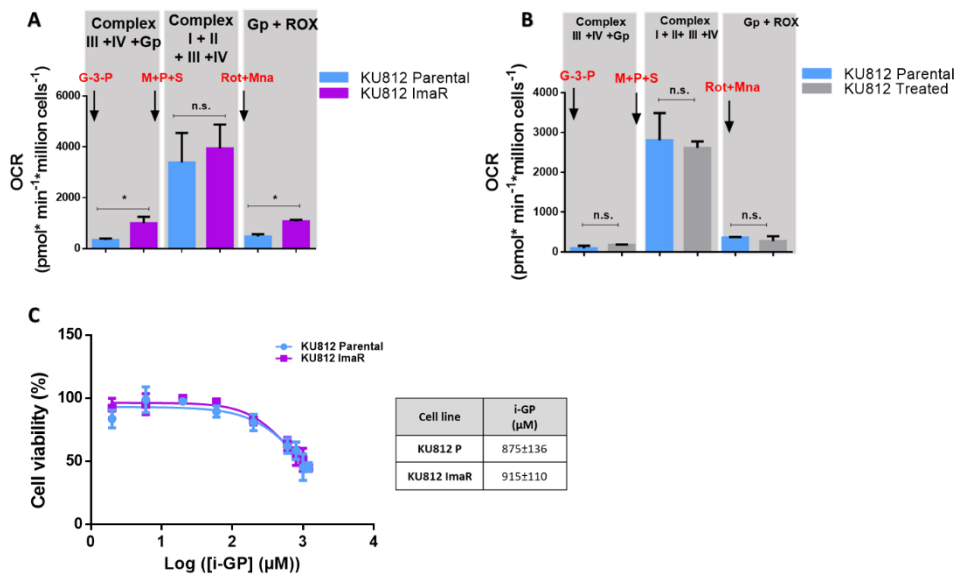 A
Complex
III +IV +Gp
Complex
I + II
+ III +IV
Gp + ROX
G-3-P
M+P+S
Rot+Mna
KU812 Parental
KU812 ImaR
OCR
(pmol* min-1*million cells-1)
6000
4000
2000
0
*
n.s.
*
B
Complex
III +IV +Gp
Complex
I + II+ III +IV
Gp + ROX
G-3-P
M+P+S
Rot+Mna
KU812 Parental
KU812 Treated
OCR
(pmol* min-1*million cells-1)
4000
3000
2000
1000
0
n.s.
n.s.
n.s.
C
Cell viability (%)
150
100
50
0
0 1 2 3 4
Log ([i-GP] (µM))
KU812 Parental
KU812 ImaR
Cell line i-GP
(µM)
KU812 P 875±136
KU812 ImaR 915±110